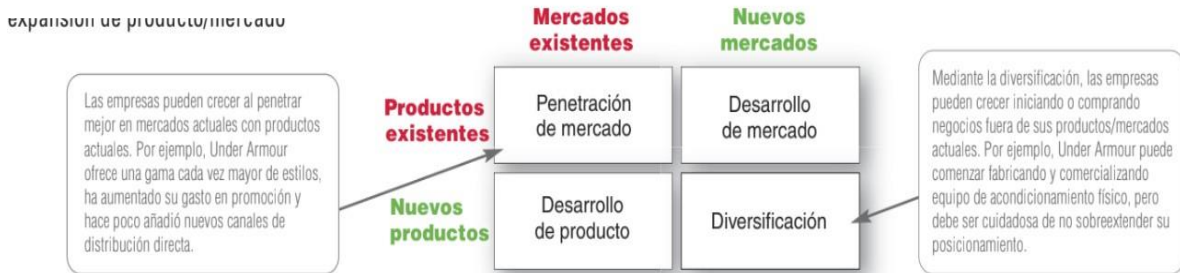 expansión de producto/mercado
Mercados
existentes
Nuevos
mercados
Las empresas pueden crecer al penetrar
mejor en mercados actuales con productos
actuales. Por ejemplo, Under Armour
ofrece una gama cada vez mayor de estilos,
ha aumentado su gasto en promoción y
hace poco añadió nuevos canales de
distribución directa.
Productos
existentes
Penetración
de mercado
Desarrollo
de mercado
Nuevos
productos
Desarrollo
de producto
Diversificación
Mediante la diversificación, las empresas
pueden crecer iniciando o comprando
negocios fuera de sus productos/mercados
actuales. Por ejemplo, Under Armour puede
comenzar fabricando y comercializando
equipo de acondicionamiento físico, pero
debe ser cuidadosa de no sobreextender su
posicionamiento.